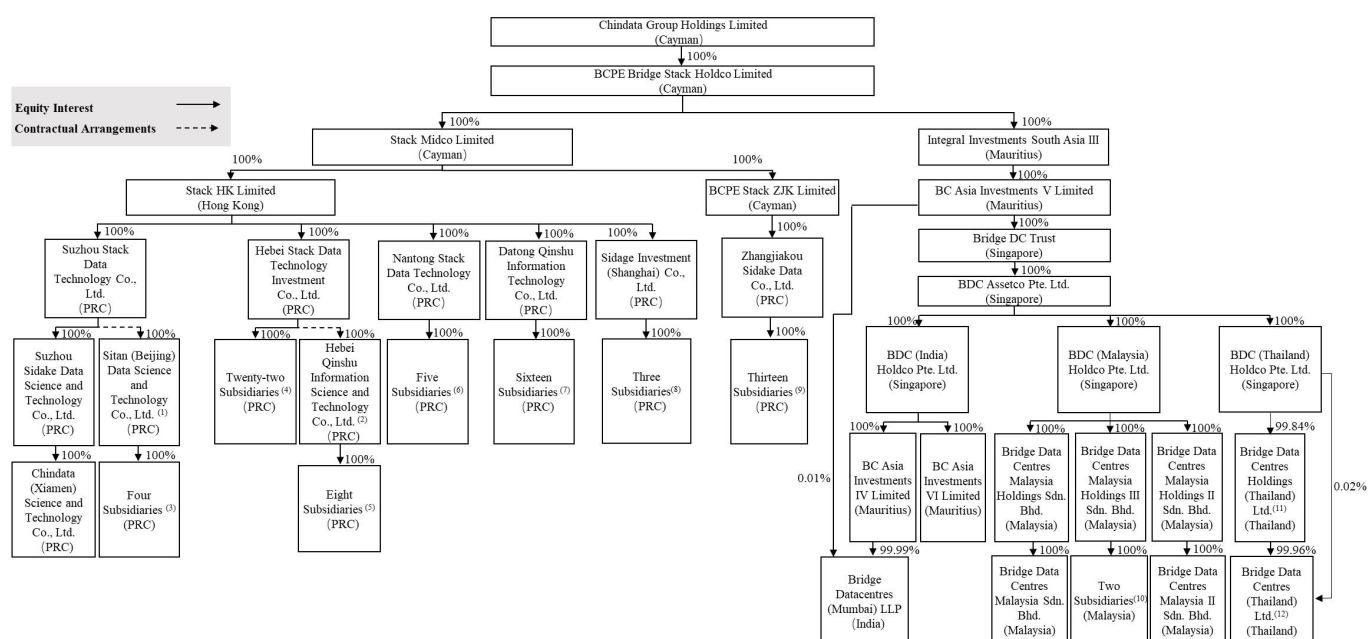 Chindata Group Holdings Limited
(Cayman)
100%
BCPE Bridge Stack Holdco Limited
(Cayman)
Equity Interest
Contractual Arrangements
100%
100%
Stack Midco Limited
(Cayman)
Integral Investments South Asia III
(Mauritius)
100%
100%
100%
Stack HK Limited
(Hong Kong)
BCPE Stack ZJK Limited
(Cayman)
BC Asia Investments V Limited
(Mauritius)
100%
100%
100%
100%
100%
100%
100%
Suzhou Stack
Data
Technology Co.,
Ltd.
(PRC)
Hebei Stack Data
Technology
Investment
Co., Ltd.
(PRC)
Nantong Stack
Data Technology
Co., Ltd.
(PRC)
Datong Qinshu
Information
Technology Co.,
Ltd.
(PRC)
Sidage Investment
(Shanghai) Co.,
Ltd.
(PRC)
Zhangjiakou
Sidake Data
Co., Ltd.
(PRC)
Bridge DC Trust
(Singapore)
100%
BDC Assetco Pte. Ltd.
(Singapore)
100%
100%
100%
100%
100%
100%
100%
100%
100%
100%
100%
Suzhou
Sidake Data
Science and
Technology
Co., Ltd.
(PRC)
Sitan (Beijing)
Data Science
and
Technology
Co., Ltd. (1)
(PRC)
Twenty-two
Subsidiaries (4)
(PRC)
Hebei
Qinshu
Information
Science and
Technology
Co., Ltd. (2)
(PRC)
Five
Subsidiaries (6)
(PRC)
Sixteen
Subsidiaries (7)
(PRC)
Three
Subsidiaries(8)
(PRC)
Thirteen
Subsidiaries (9)
(PRC)
BDC (India)
Holdco Pte. Ltd.
(Singapore)
BDC (Malaysia)
Holdco Pte. Ltd.
(Singapore)
BDC (Thailand)
Holdco Pte. Ltd.
(Singapore)
100%
100%
100%
100%
100%
100%
100%
100%
99.84%
Chindata
(Xiamen)
Science and
Technology
Co., Ltd.
(PRC)
Four
Subsidiaries (3)
(PRC)
Eight
Subsidiaries (5)
(PRC)
0.01%
BC Asia
Investments
IV Limited
(Mauritius)
BC Asia
Investments
VI Limited
(Mauritius)
Bridge Data
Centres
Malaysia
Holdings Sdn.
Bhd.
(Malaysia)
Bridge Data
Centres
Malaysia
Holdings III
Sdn. Bhd.
(Malaysia)
Bridge Data
Centres
Malaysia
Holdings II
Sdn. Bhd.
(Malaysia)
Bridge Data
Centres
Holdings
(Thailand)
Ltd.(11)
(Thailand)
0.02%
99.99%
100%
100%
100%
99.96%
Bridge
Datacentres
(Mumbai) LLP
(India)
Bridge Data
Centres
Malaysia Sdn.
Bhd.
(Malaysia)
Two
Subsidiaries(10)
(Malaysia)
Bridge Data
Centres
Malaysia II
Sdn. Bhd.
(Malaysia)
Bridge Data
Centres
(Thailand)
Ltd.(12)
(Thailand)